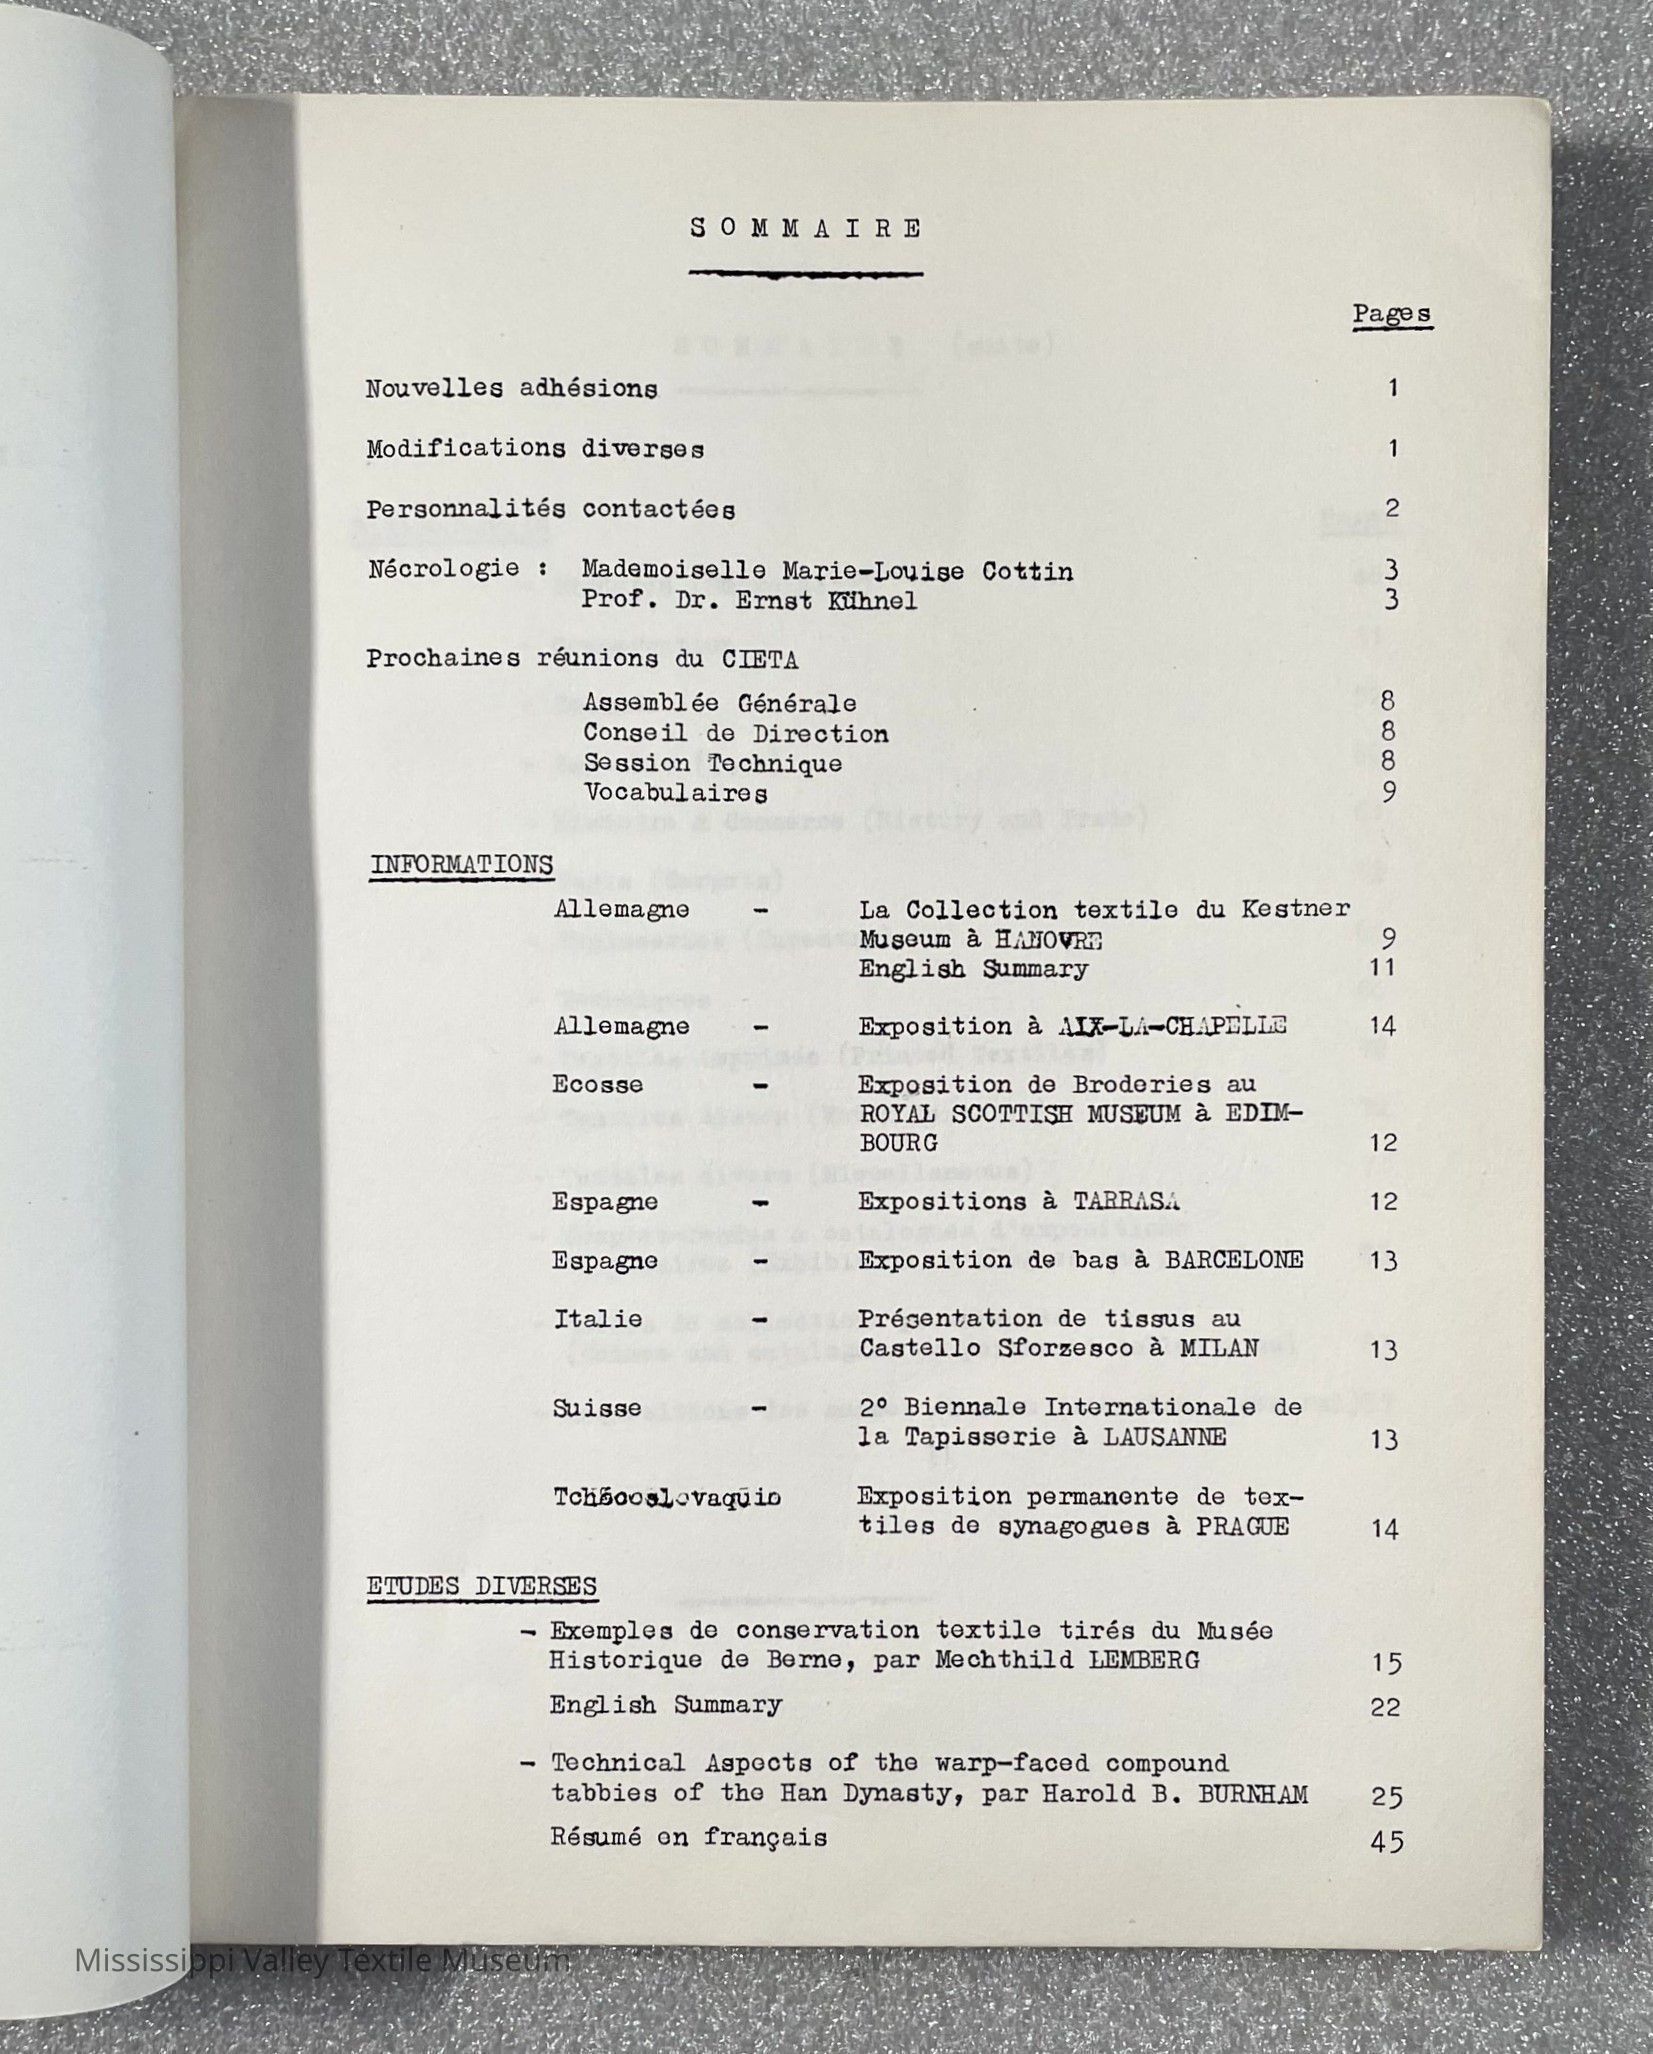 SOMMAIRE
Pages
Nouvelles adhésions 1
Modifications diverses 1
Personnalités contactées 2
Nécrologie : Mademoiselle Marie-Louise Cottin 3
Prof. Dr. Ernst Kühnel 3
Prochaines réunions du CIETA
Assemblée Générale 8
Conseil de Direction 8
Session Technique 8
Vocabulaires 9
INFORMATIONS
Allemagne - La Collection textile du Kestner
Museum à HANOVRE 9
English Summary 11
Allemagne - Exposition à AIX-LA-CHAPELLE 14
Ecosse - Exposition de Broderies au
ROYAL SCOTTISH MUSEUM à EDIM-
BOURG 12
Espagne - Expositions à TARRASA 12
Espagne - Exposition de bas à BARCELONE 13
Italie - Présentation de tissus au
Castello Sforzesco à MILAN 13
Suisse - 2° Biennale Internationale de
la Tapisserie à LAUSANNE 13
Tchécoslovaquie Exposition permanente de tex-
tiles de synagogues à PRAGUE 14
ETUDES DIVERSES
- Exemples de conservation textile tirés du Musée
Historique de Berne, par Mechthild LEMBERG 15
English Summary 22
- Technical Aspects of the warp-faced compound
tabbies of the Han Dynasty, par Harold B. BURNHAM 25
Résumé en français 45
Mississippi Valley Textile Museum